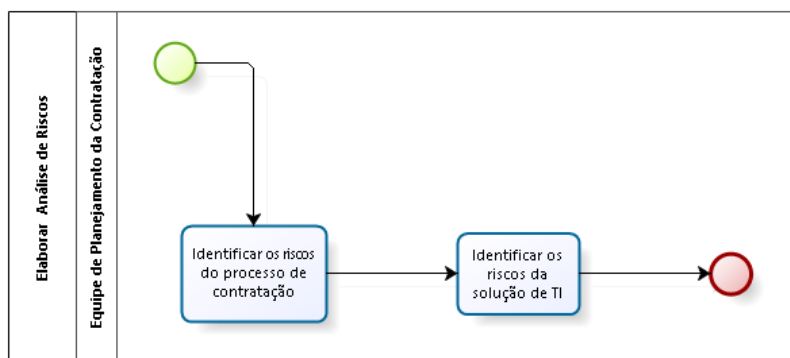 Elaborar Análise de Riscos
Equipe de Planejamento da Contratação
Identificar os riscos
do processo de
contratação
Identificar os
riscos da
solução de TI